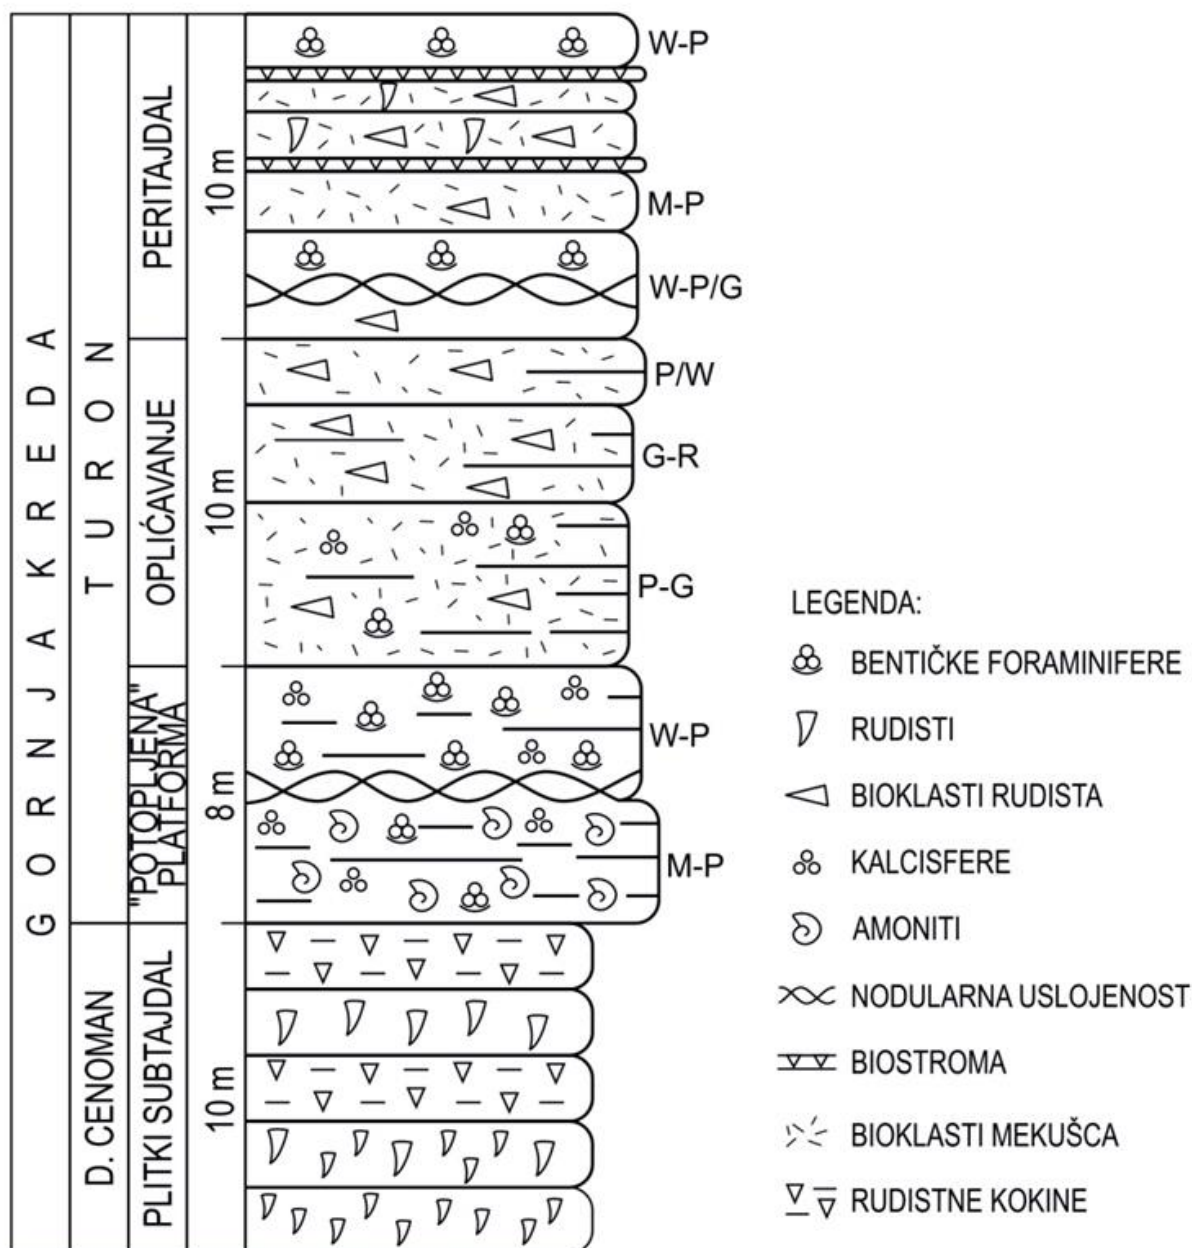 GORNJA KREDA
TURON
D. CENOMAN
PERITAJDAL
OPLIĆAVANJE
"POTOPLJENA"
PLATFORMA
PLITKI SUBTAJDAL
10 m
10 m
8 m
10 m
W-P
M-P
W-P/G
P/W
G-R
P-G
W-P
M-P
LEGENDA:
BENTIČKE FORAMINIFERE
RUDISTI
BIOKLASTI RUDISTA
KALCISFERE
AMONITI
NODULARNA USLOJENOST
BIOSTROMA
BIOKLASTI MEKUŠCA
RUDISTNE KOKINE